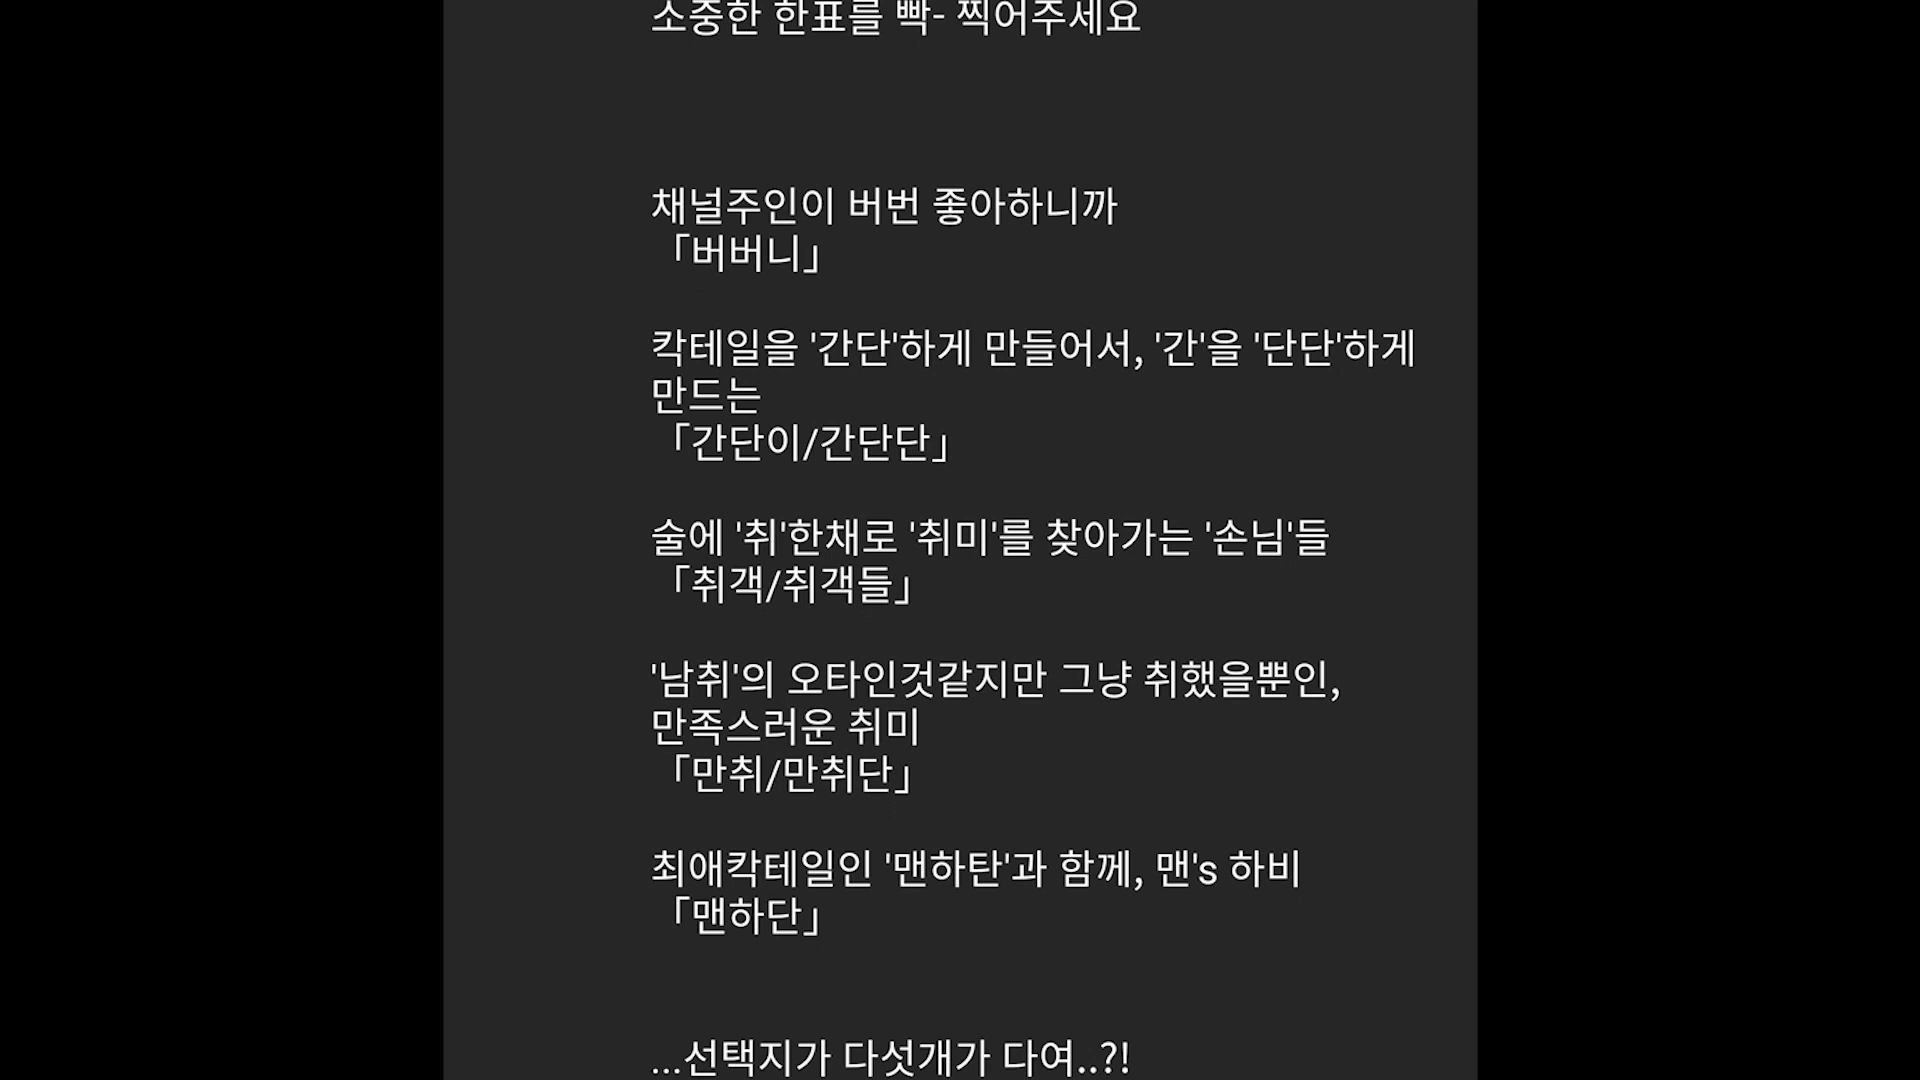 소중한 한표를 빡- 찍어주세요
채널주인이 버번 좋아하니까
「버버니」
칵테일을 '간단'하게 만들어서, '간'을 '단단'하게
만드는
「간단이/간단단」
술에 '취'한채로 '취미'를 찾아가는 '손님'들
「취객/취객들」
'남취'의 오타인것같지만 그냥 취했을뿐인,
만족스러운 취미
「만취/만취단」
최애칵테일인 '맨하탄'과 함께, 맨's 하비
「맨하단」
...선택지가 다섯개가 다여..?!